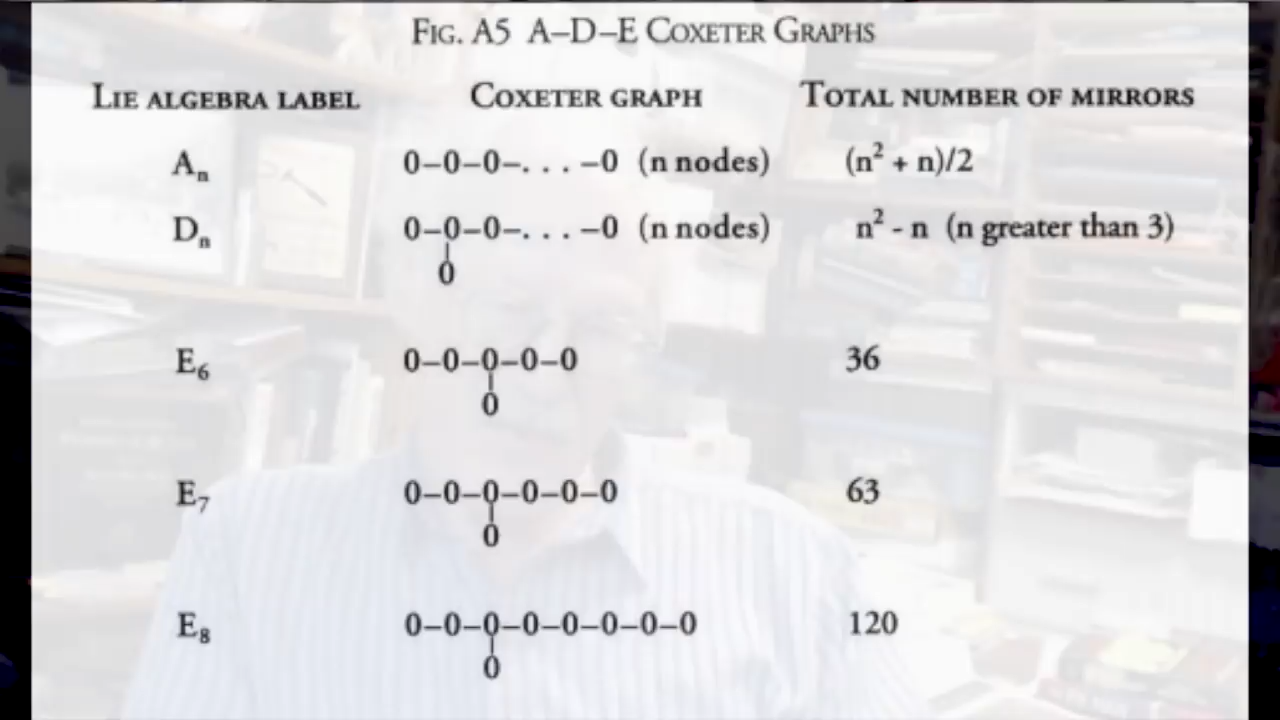 FIG. A5 A–D–E COXETER GRAPHS
LIE ALGEBRA LABEL COXETER GRAPH TOTAL NUMBER OF MIRRORS
Aₙ 0–0–0–. . . –0 (n nodes) (n² + n)/2
Dₙ 0–0–0–. . . –0 (n nodes) n² - n (n greater than 3)
0
E₆ 0–0–0–0–0 36
0
E₇ 0–0–0–0–0–0 63
0
E₈ 0–0–0–0–0–0–0–0 120
0